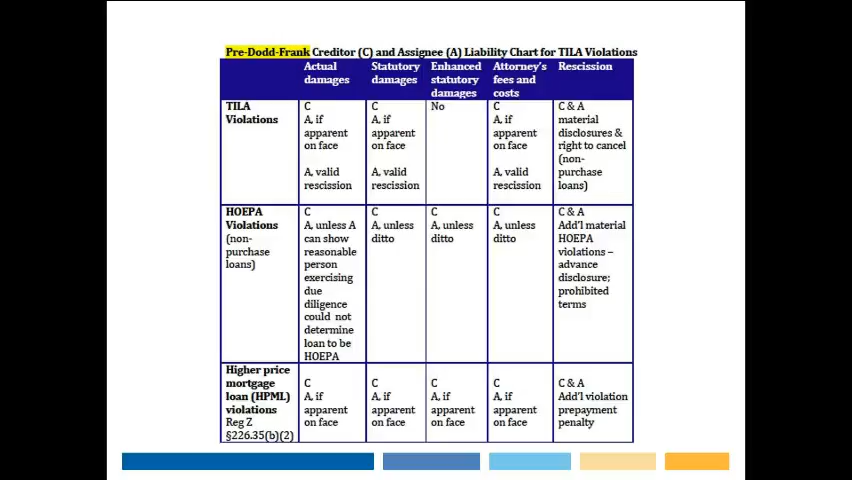 Pre-Dodd-Frank Creditor (C) and Assignee (A) Liability Chart for TILA Violations
Actual damages
Statutory damages
Enhanced statutory damages
Attorney's fees and costs
Rescission
TILA
Violations
C
A, if
apparent
on face
A, valid
rescission
C
A, if
apparent
on face
A, valid
rescission
No
C
A, if
apparent
on face
A, valid
rescission
C & A
material
disclosures &
right to cancel
(non-
purchase
loans)
HOEPA
Violations
(non-
purchase
loans)
C
A, unless A
can show
reasonable
person
exercising
due
diligence
could not
determine
loan to be
HOEPA
C
A, unless
ditto
C
A, unless
ditto
C
A, unless
ditto
C & A
Add'l material
HOEPA
violations –
advance
disclosure;
prohibited
terms
Higher price
mortgage
loan (HPML)
violations
Reg Z
§226.35(b)(2)
C
A, if
apparent
on face
C
A, if
apparent
on face
C
A, if
apparent
on face
C
A, if
apparent
on face
C & A
Add'l violation
prepayment
penalty